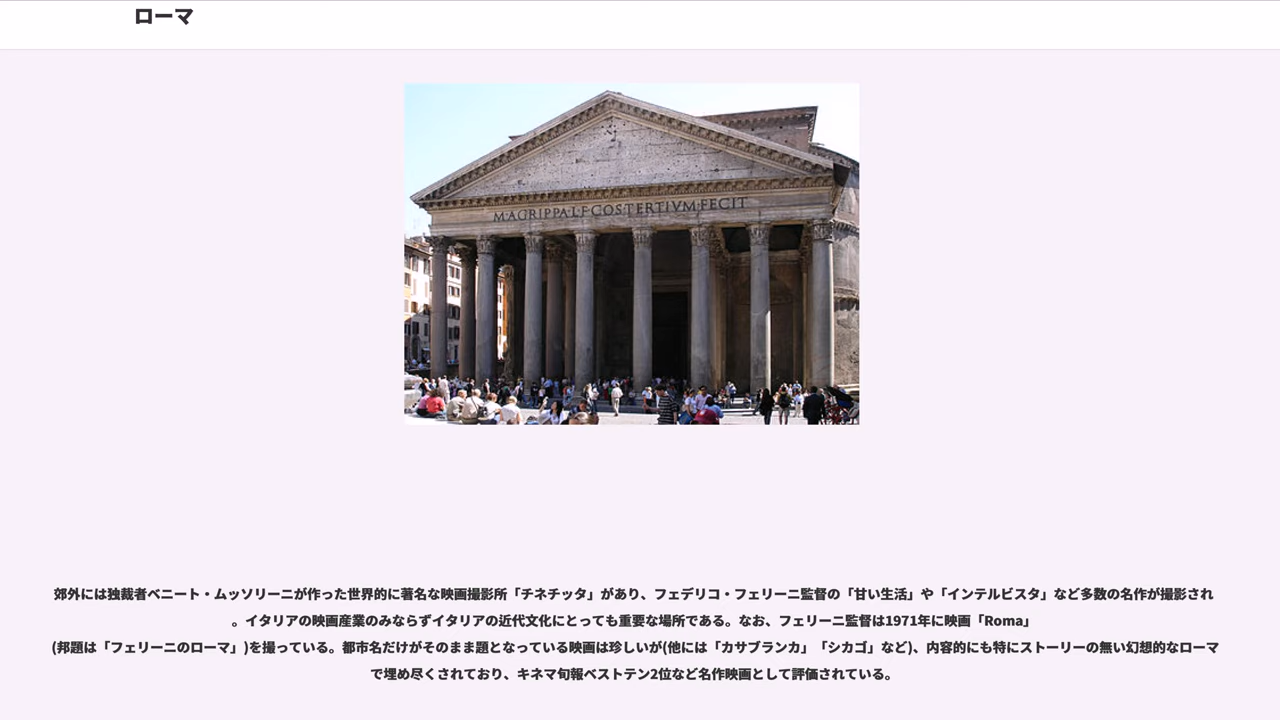 ローマ
M·AGRIPPA·L·F·COS·TERTIVM·FECIT
郊外には独裁者ベニート・ムッソリーニが作った世界的に著名な映画撮影所「チネチッタ」があり、フェデリコ・フェリーニ監督の「甘い生活」や「インテルビスタ」など多数の名作が撮影され
。イタリアの映画産業のみならずイタリアの近代文化にとっても重要な場所である。なお、フェリーニ監督は1971年に映画「Roma」
(邦題は「フェリーニのローマ」)を撮っている。都市名だけがそのまま題となっている映画は珍しいが(他には「カサブランカ」「シカゴ」など)、内容的にも特にストーリーの無い幻想的なローマ
で埋め尽くされており、キネマ旬報ベストテン2位など名作映画として評価されている。